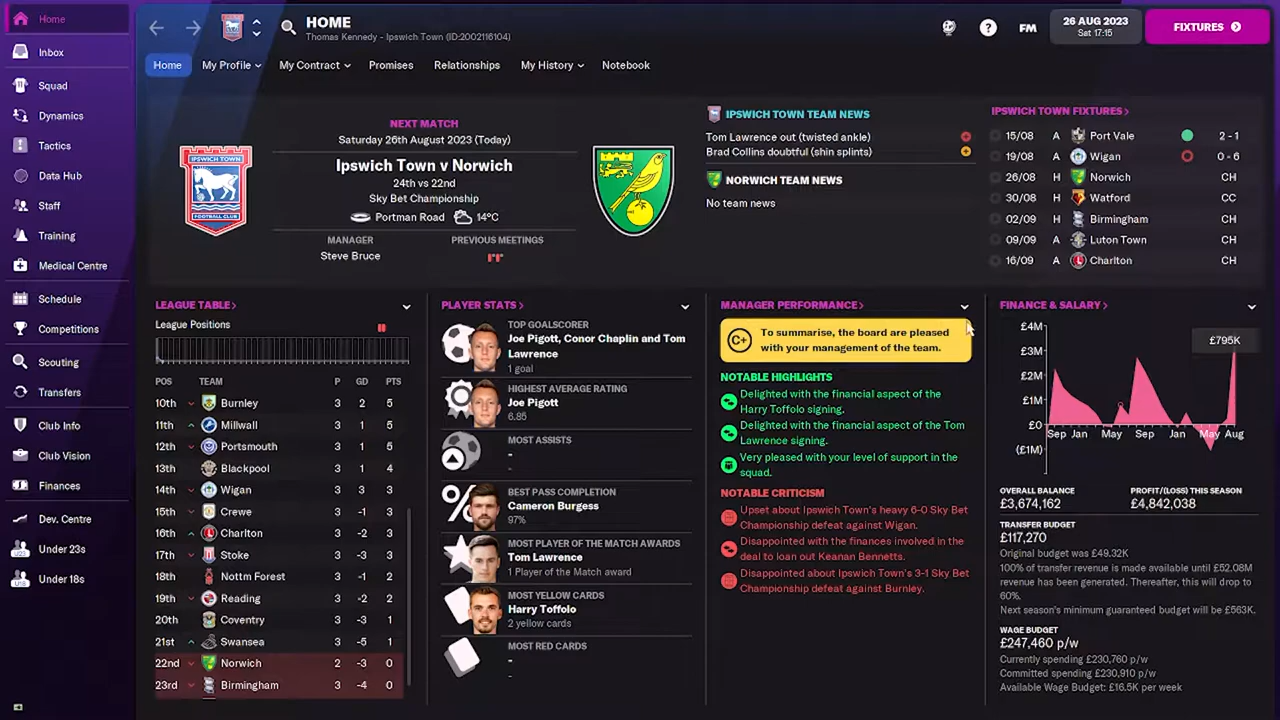 Home
HOME
Thomas Kennedy - Ipswich Town (ID:2002116104)
FM
26 AUG 2023
Sat 17:15
FIXTURES
Inbox
Squad
Dynamics
Tactics
Data Hub
Staff
Training
Medical Centre
Schedule
Competitions
Scouting
Transfers
Club Info
Club Vision
Finances
Dev. Centre
Under 23s
Under 18s
Home
My Profile
My Contract
Promises
Relationships
My History
Notebook
NEXT MATCH
Saturday 26th August 2023 (Today)
Ipswich Town v Norwich
24th vs 22nd
Sky Bet Championship
Portman Road 14°C
MANAGER
Steve Bruce
PREVIOUS MEETINGS
IPSWICH TOWN
FOOTBALL CLUB
IPSWICH TOWN TEAM NEWS
Tom Lawrence out (twisted ankle)
Brad Collins doubtful (shin splints)
NORWICH TEAM NEWS
No team news
IPSWICH TOWN FIXTURES
15/08 A Port Vale 2 - 1
19/08 A Wigan 0 - 6
26/08 H Norwich CH
30/08 H Watford CC
02/09 H Birmingham CH
09/09 A Luton Town CH
16/09 A Charlton CH
LEAGUE TABLE
League Positions
POS TEAM P GD PTS
10th Burnley 3 2 5
11th Millwall 3 1 5
12th Portsmouth 3 1 5
13th Blackpool 3 1 4
14th Wigan 3 3 3
15th Crewe 3 -1 3
16th Charlton 3 -2 3
17th Stoke 3 -3 3
18th Nottm Forest 3 -1 2
19th Reading 3 -2 2
20th Coventry 3 -3 1
21st Swansea 3 -5 1
22nd Norwich 2 -3 0
23rd Birmingham 3 -4 0
PLAYER STATS
TOP GOALSCORER
Joe Pigott, Conor Chaplin and Tom
Lawrence
1 goal
HIGHEST AVERAGE RATING
Joe Pigott
6.85
MOST ASSISTS
-
-
BEST PASS COMPLETION
Cameron Burgess
97%
MOST PLAYER OF THE MATCH AWARDS
Tom Lawrence
1 Player of the Match award
MOST YELLOW CARDS
Harry Toffolo
2 yellow cards
MOST RED CARDS
-
-
MANAGER PERFORMANCE
C+
To summarise, the board are pleased
with your management of the team.
NOTABLE HIGHLIGHTS
Delighted with the financial aspect of the
Harry Toffolo signing.
Delighted with the financial aspect of the Tom
Lawrence signing.
Very pleased with your level of support in the
squad.
NOTABLE CRITICISM
Upset about Ipswich Town's heavy 6-0 Sky Bet
Championship defeat against Wigan.
Disappointed with the finances involved in the
deal to loan out Keanan Bennetts.
Disappointed about Ipswich Town's 3-1 Sky Bet
Championship defeat against Burnley.
FINANCE & SALARY
£4M
£3M
£2M
£1M
£0
(£1M)
£795K
Sep Jan May Sep Jan May Aug
OVERALL BALANCE
£3,674,162
PROFIT/(LOSS) THIS SEASON
£4,842,038
TRANSFER BUDGET
£117,270
Original budget was £49.32K
100% of transfer revenue is made available until £52.08M
revenue has been generated. Thereafter, this will drop to
60%.
Next season's minimum guaranteed budget will be £563K.
WAGE BUDGET
£247,460 p/w
Currently spending £230,760 p/w
Committed spending £230,910 p/w
Available Wage Budget: £16.5K per week